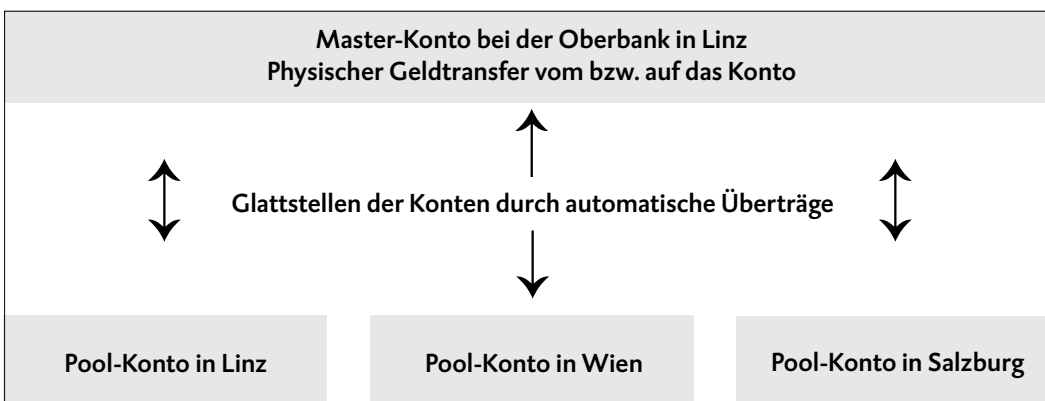 Master-Konto bei der Oberbank in Linz
Physischer Geldtransfer vom bzw. auf das Konto
Glattstellen der Konten durch automatische Überträge
Pool-Konto in Linz
Pool-Konto in Wien
Pool-Konto in Salzburg